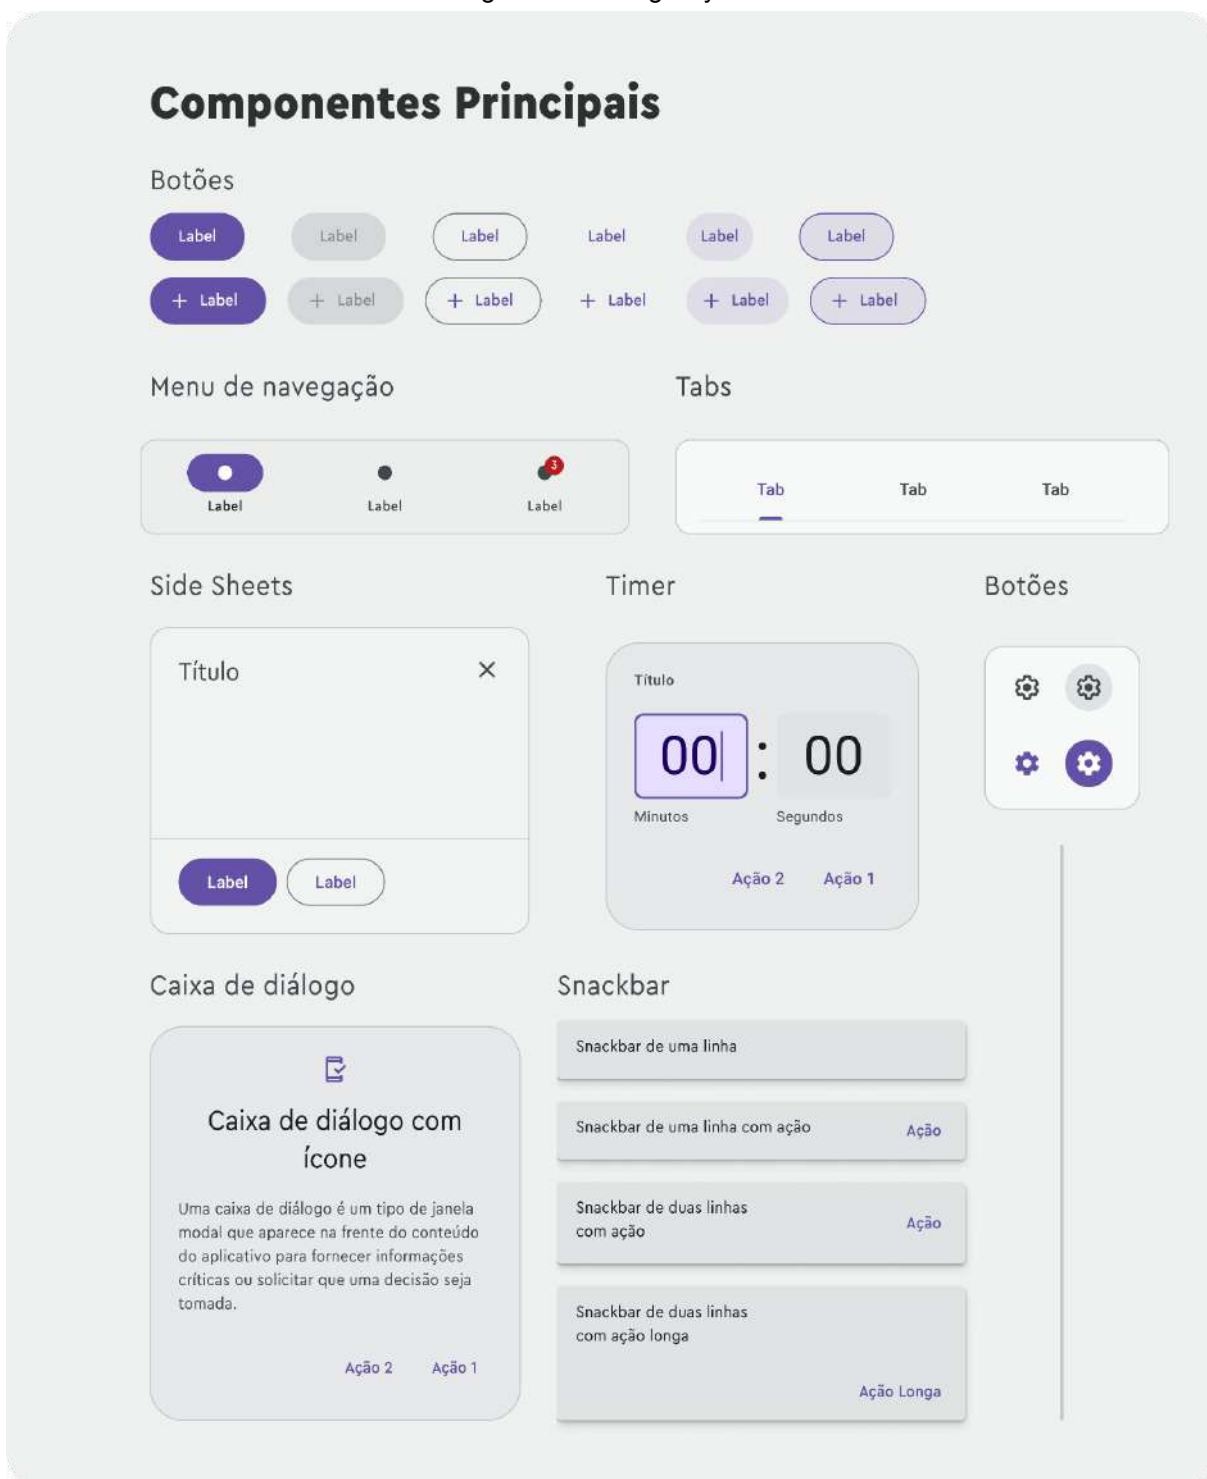 Componentes Principais
Botões
Label Label Label Label Label Label
+ Label + Label + Label + Label + Label + Label
Menu de navegação
Label Label 3 Label
Tabs
Tab Tab Tab
Side Sheets
Título
Label Label
Timer
Título
00 : 00
Minutos Segundos
Ação 2 Ação 1
Botões
Caixa de diálogo
Caixa de diálogo com
ícone
Uma caixa de diálogo é um tipo de janela
modal que aparece na frente do conteúdo
do aplicativo para fornecer informações
críticas ou solicitar que uma decisão seja
tomada.
Ação 2 Ação 1
Snackbar
Snackbar de uma linha
Snackbar de uma linha com ação Ação
Snackbar de duas linhas
com ação
Ação
Snackbar de duas linhas
com ação longa
Ação Longa